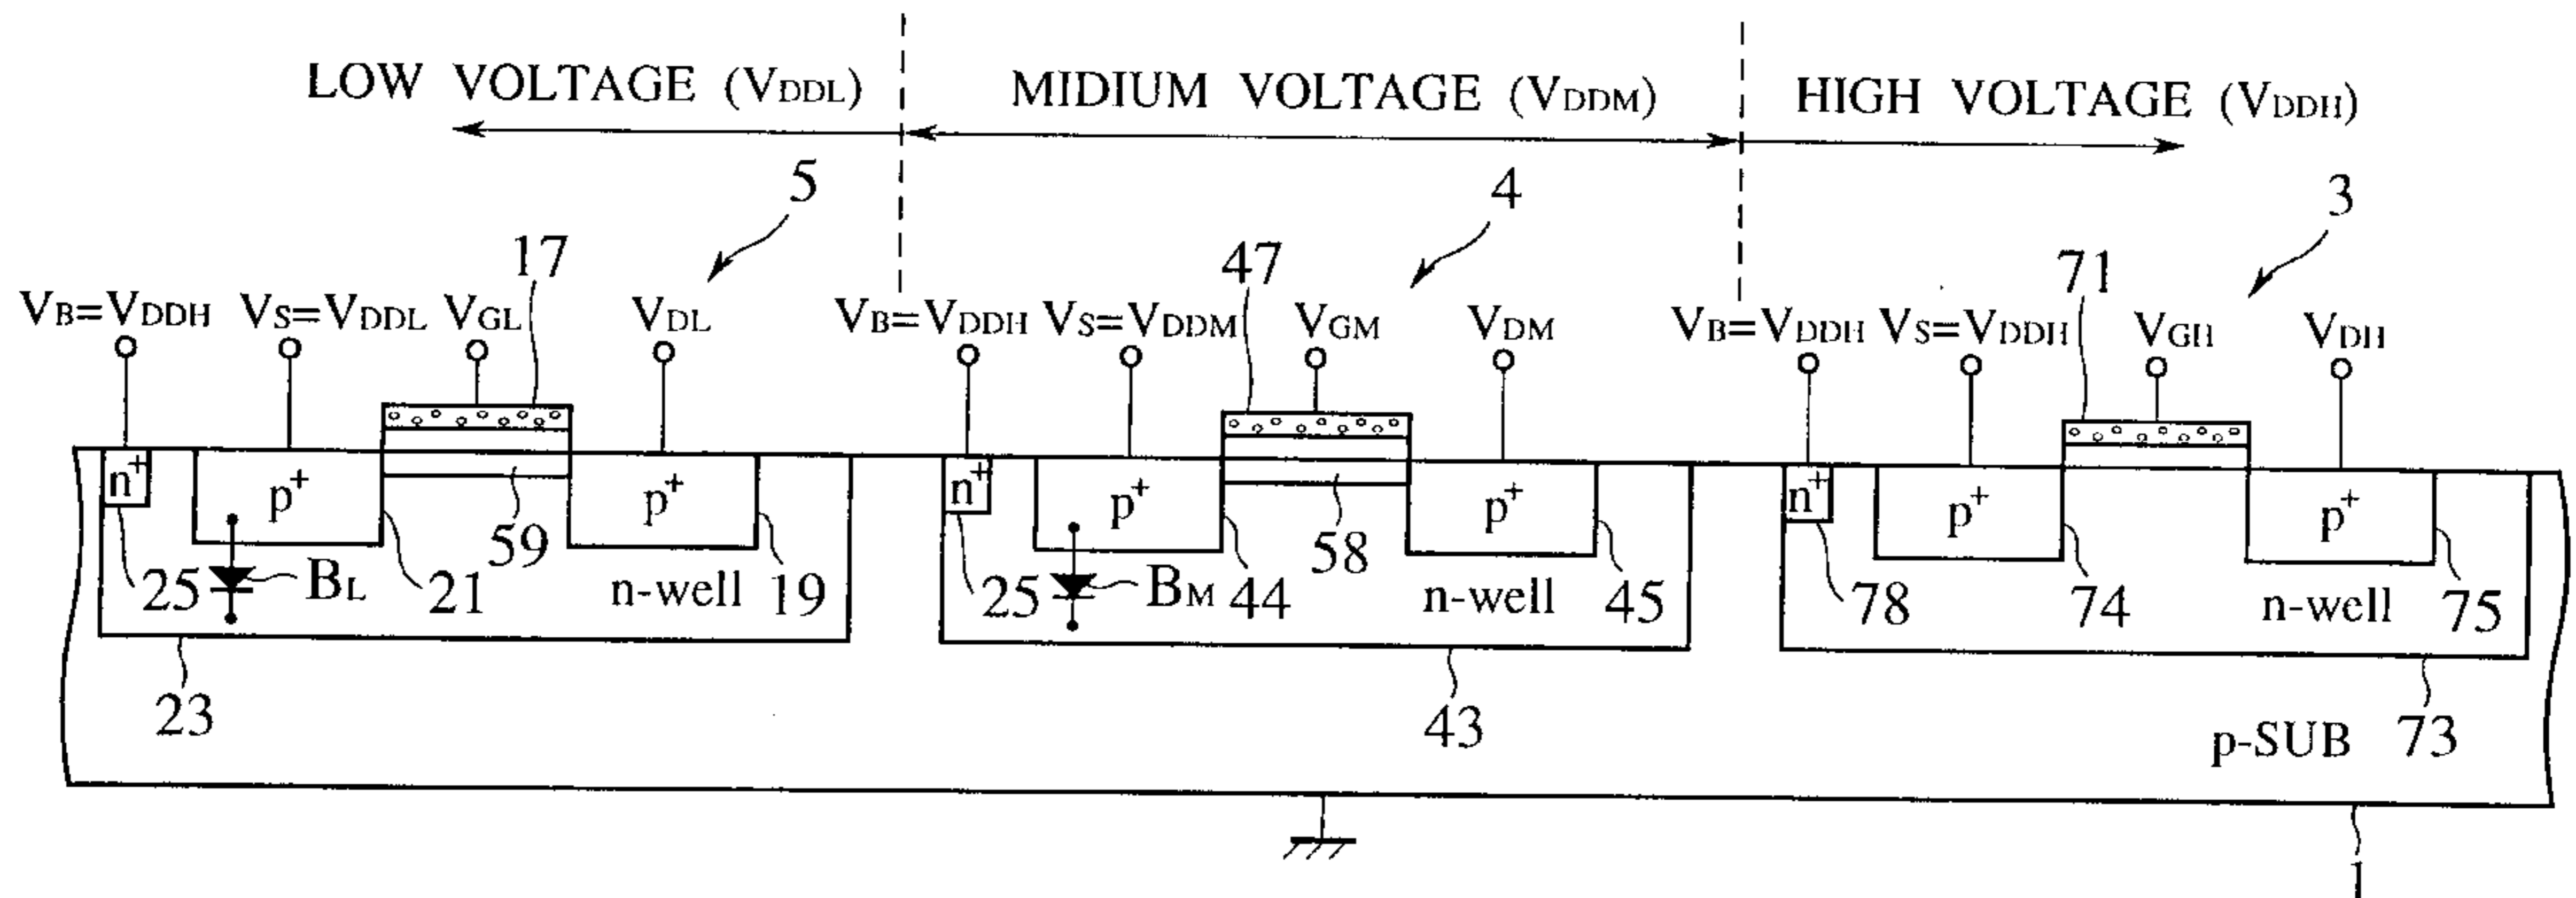 LOW VOLTAGE (VDDL) MIDIUM VOLTAGE (VDDM) HIGH VOLTAGE (VDDH)
5 4 3
17 47 71
VB=VDDH VS=VDDL VGL VDL VB=VDDH VS=VDDM VGM VDM VB=VDDH VS=VDDH VGH VDH
n+ p+ p+ n+ p+ p+ n+ p+ p+
25 BL 21 59 n-well 19 25 BM 44 58 n-well 45 78 74 n-well 75
23 43 p-SUB 73
1